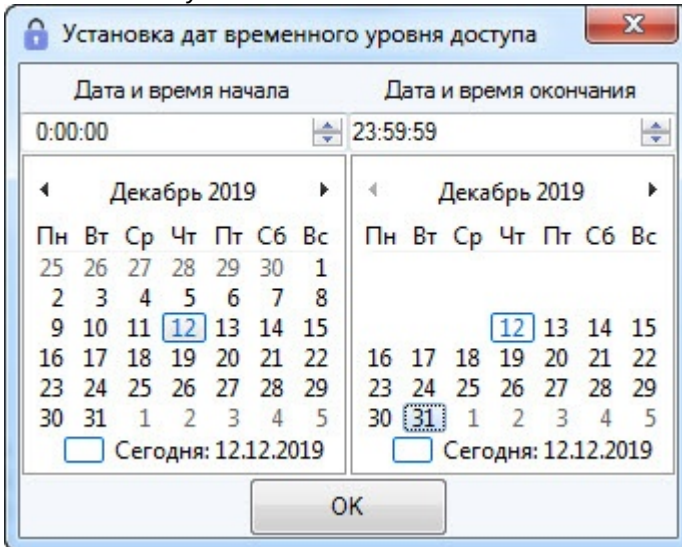 Установка дат временного уровня доступа
Дата и время начала
0:00:00
Декабрь 2019
Пн Вт Ср Чт Пт Сб Вс
25 26 27 28 29 30 1
2 3 4 5 6 7 8
9 10 11 12 13 14 15
16 17 18 19 20 21 22
23 24 25 26 27 28 29
30 31 1 2 3 4 5
Сегодня: 12.12.2019
Дата и время окончания
23:59:59
Декабрь 2019
Пн Вт Ср Чт Пт Сб Вс
12 13 14 15
16 17 18 19 20 21 22
23 24 25 26 27 28 29
30 31 1 2 3 4 5
Сегодня: 12.12.2019
OK